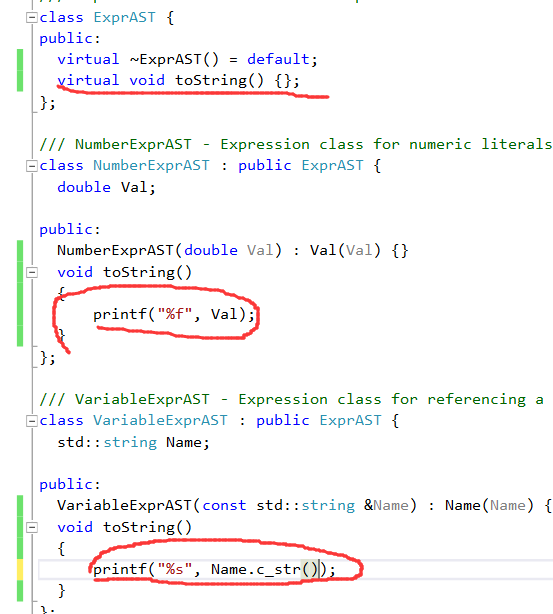 class ExprAST {
public:
virtual ~ExprAST() = default;
virtual void toString() {};
};
/// NumberExprAST - Expression class for numeric literals
class NumberExprAST : public ExprAST {
double Val;
public:
NumberExprAST(double Val) : Val(Val) {}
void toString()
{
printf("%f", Val);
}
};
/// VariableExprAST - Expression class for referencing a
class VariableExprAST : public ExprAST {
std::string Name;
public:
VariableExprAST(const std::string &Name) : Name(Name) {
void toString()
{
printf("%s", Name.c_str());
}
};